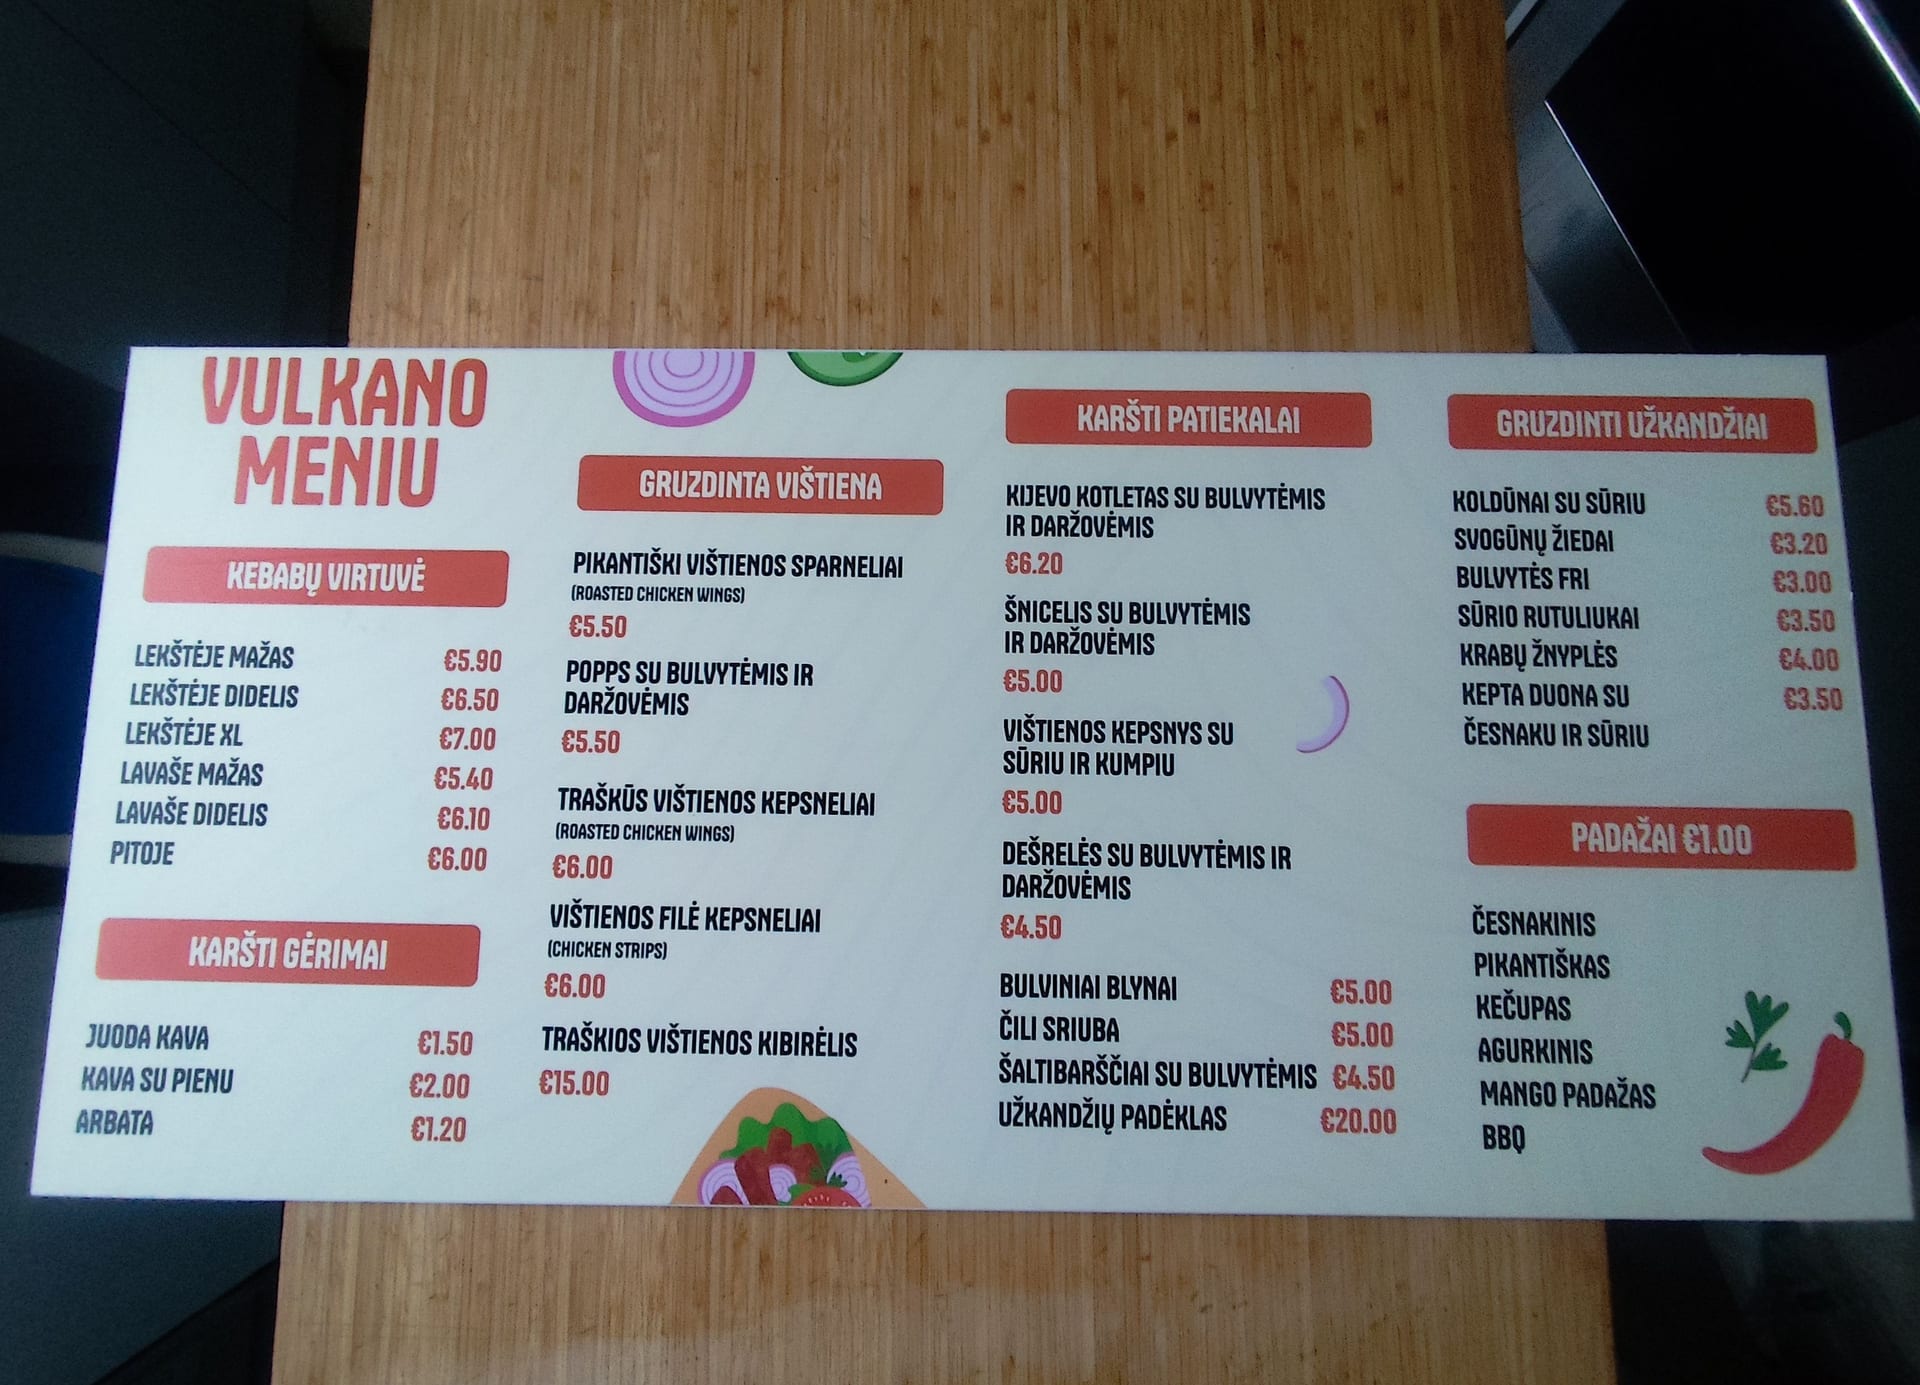 VULKANO
MENIU
KEBABŲ VIRTUVĖ
LEKŠTĖJE MAŽAS €5.90
LEKŠTĖJE DIDELIS €6.50
LEKŠTĖJE XL €7.00
LAVAŠE MAŽAS €5.40
LAVAŠE DIDELIS €6.10
PITOJE €6.00
KARŠTI GĖRIMAI
JUODA KAVA €1.50
KAVA SU PIENU €2.00
ARBATA €1.20
GRUZDINTA VIŠTIENA
PIKANTIŠKI VIŠTIENOS SPARNELIAI
(ROASTED CHICKEN WINGS)
€5.50
POPPS SU BULVYTĖMIS IR
DARŽOVĖMIS
€5.50
TRAŠKŪS VIŠTIENOS KEPSNELIAI
(ROASTED CHICKEN WINGS)
€6.00
VIŠTIENOS FILĖ KEPSNELIAI
(CHICKEN STRIPS)
€6.00
TRAŠKIOS VIŠTIENOS KIBIRĖLIS
€15.00
KARŠTI PATIEKALAI
KIJEVO KOTLETAS SU BULVYTĖMIS
IR DARŽOVĖMIS
€6.20
ŠNICELIS SU BULVYTĖMIS
IR DARŽOVĖMIS
€5.00
VIŠTIENOS KEPSNYS SU
SŪRIU IR KUMPIU
€5.00
DEŠRELĖS SU BULVYTĖMIS IR
DARŽOVĖMIS
€4.50
BULVINIAI BLYNAI €5.00
ČILI SRIUBA €5.00
ŠALTIBARŠČIAI SU BULVYTĖMIS €4.50
UŽKANDŽIŲ PADĖKLAS €20.00
GRUZDINTI UŽKANDŽIAI
KOLDŪNAI SU SŪRIU €5.60
SVOGŪNŲ ŽIEDAI €3.20
BULVYTĖS FRI €3.00
SŪRIO RUTULIUKAI €3.50
KRABŲ ŽNYPLĖS €4.00
KEPTA DUONA SU €3.50
ČESNAKU IR SŪRIU
PADAŽAI €1.00
ČESNAKINIS
PIKANTIŠKAS
KEČUPAS
AGURKINIS
MANGO PADAŽAS
BBQ